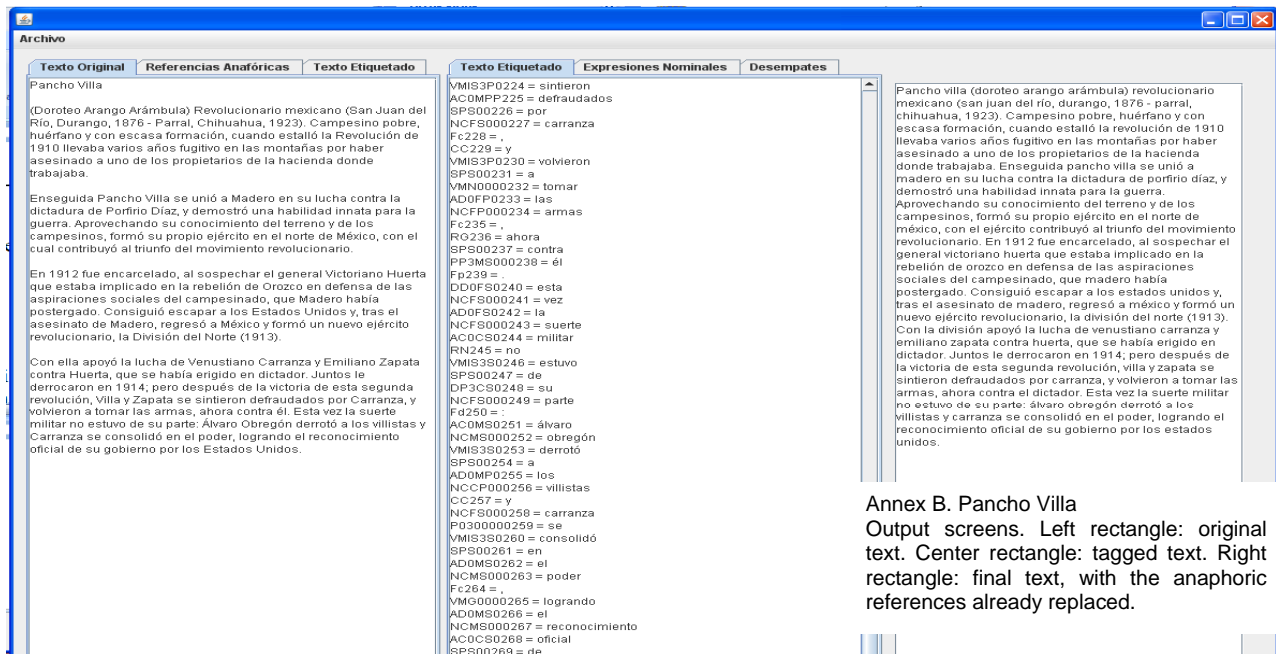 Archivo
Texto Original Referencias Anafóricas Texto Etiquetado
Pancho Villa
(Doroteo Arango Arámbula) Revolucionario mexicano (San Juan del
Río, Durango, 1876 - Parral, Chihuahua, 1923). Campesino pobre,
huérfano y con escasa formación, cuando estalló la Revolución de
1910 llevaba varios años fugitivo en las montañas por haber
asesinado a uno de los propietarios de la hacienda donde
trabajaba.
Enseguida Pancho Villa se unió a Madero en su lucha contra la
dictadura de Porfirio Díaz, y demostró una habilidad innata para la
guerra. Aprovechando su conocimiento del terreno y de los
campesinos, formó su propio ejército en el norte de México, con el
cual contribuyó al triunfo del movimiento revolucionario.
En 1912 fue encarcelado, al sospechar el general Victoriano Huerta
que estaba implicado en la rebelión de Orozco en defensa de las
aspiraciones sociales del campesinado, que Madero había
postergado. Consiguió escapar a los Estados Unidos y, tras el
asesinato de Madero, regresó a México y formó un nuevo ejército
revolucionario, la División del Norte (1913).
Con ella apoyó la lucha de Venustiano Carranza y Emiliano Zapata
contra Huerta, que se había erigido en dictador. Juntos le
derrocaron en 1914; pero después de la victoria de esta segunda
revolución, Villa y Zapata se sintieron defraudados por Carranza, y
volvieron a tomar las armas, ahora contra él. Esta vez la suerte
militar no estuvo de su parte: Álvaro Obregón derrotó a los villistas y
Carranza se consolidó en el poder, logrando el reconocimiento
oficial de su gobierno por los Estados Unidos.
Texto Etiquetado Expresiones Nominales Desempates
VMIS3P0224 = sintieron
AC0MPP225 = defraudados
SPS00226 = por
NCFS000227 = carranza
Fc228 = ,
CC229 = y
VMIS3P0230 = volvieron
SPS00231 = a
VMN0000232 = tomar
AD0FP0233 = las
NCFP000234 = armas
Fc235 = ,
RG236 = ahora
SPS00237 = contra
PP3MS000238 = él
Fp239 = .
DD0FS0240 = esta
NCFS000241 = vez
AD0FS0242 = la
NCFS000243 = suerte
AC0CS0244 = militar
RN245 = no
VMIS3S0246 = estuvo
SPS00247 = de
DP3CS0248 = su
NCFS000249 = parte
Fd250 = :
AC0MS0251 = álvaro
NCMS000252 = obregón
VMIS3S0253 = derrotó
SPS00254 = a
AD0MP0255 = los
NCCP000256 = villistas
CC257 = y
NCFS000258 = carranza
P0300000259 = se
VMIS3S0260 = consolidó
SPS00261 = en
AD0MS0262 = el
NCMS000263 = poder
Fc264 = ,
VMG0000265 = logrando
AD0MS0266 = el
NCMS000267 = reconocimiento
AC0CS0268 = oficial
SPS00269 = de
Pancho villa (doroteo arango arámbula) revolucionario
mexicano (san juan del río, durango, 1876 - parral,
chihuahua, 1923). Campesino pobre, huérfano y con
escasa formación, cuando estalló la revolución de 1910
llevaba varios años fugitivo en las montañas por haber
asesinado a uno de los propietarios de la hacienda
donde trabajaba. Enseguida pancho villa se unió a
madero en su lucha contra la dictadura de porfirio díaz, y
demostró una habilidad innata para la guerra.
Aprovechando su conocimiento del terreno y de los
campesinos, formó su propio ejército en el norte de
méxico, con el ejército contribuyó al triunfo del movimiento
revolucionario. En 1912 fue encarcelado, al sospechar el
general victoriano huerta que estaba implicado en la
rebelión de orozco en defensa de las aspiraciones
sociales del campesinado, que madero había
postergado. Consiguió escapar a los estados unidos y,
tras el asesinato de madero, regresó a méxico y formó un
nuevo ejército revolucionario, la división del norte (1913).
Con la división apoyó la lucha de venustiano carranza y
emiliano zapata contra huerta, que se había erigido en
dictador. Juntos le derrocaron en 1914; pero después de
la victoria de esta segunda revolución, villa y zapata se
sintieron defraudados por carranza, y volvieron a tomar las
armas, ahora contra el dictador. Esta vez la suerte militar
no estuvo de su parte: álvaro obregón derrotó a los
villistas y carranza se consolidó en el poder, logrando el
reconocimiento oficial de su gobierno por los estados
unidos.
Annex B. Pancho Villa
Output screens. Left rectangle: original
text. Center rectangle: tagged text. Right
rectangle: final text, with the anaphoric
references already replaced.